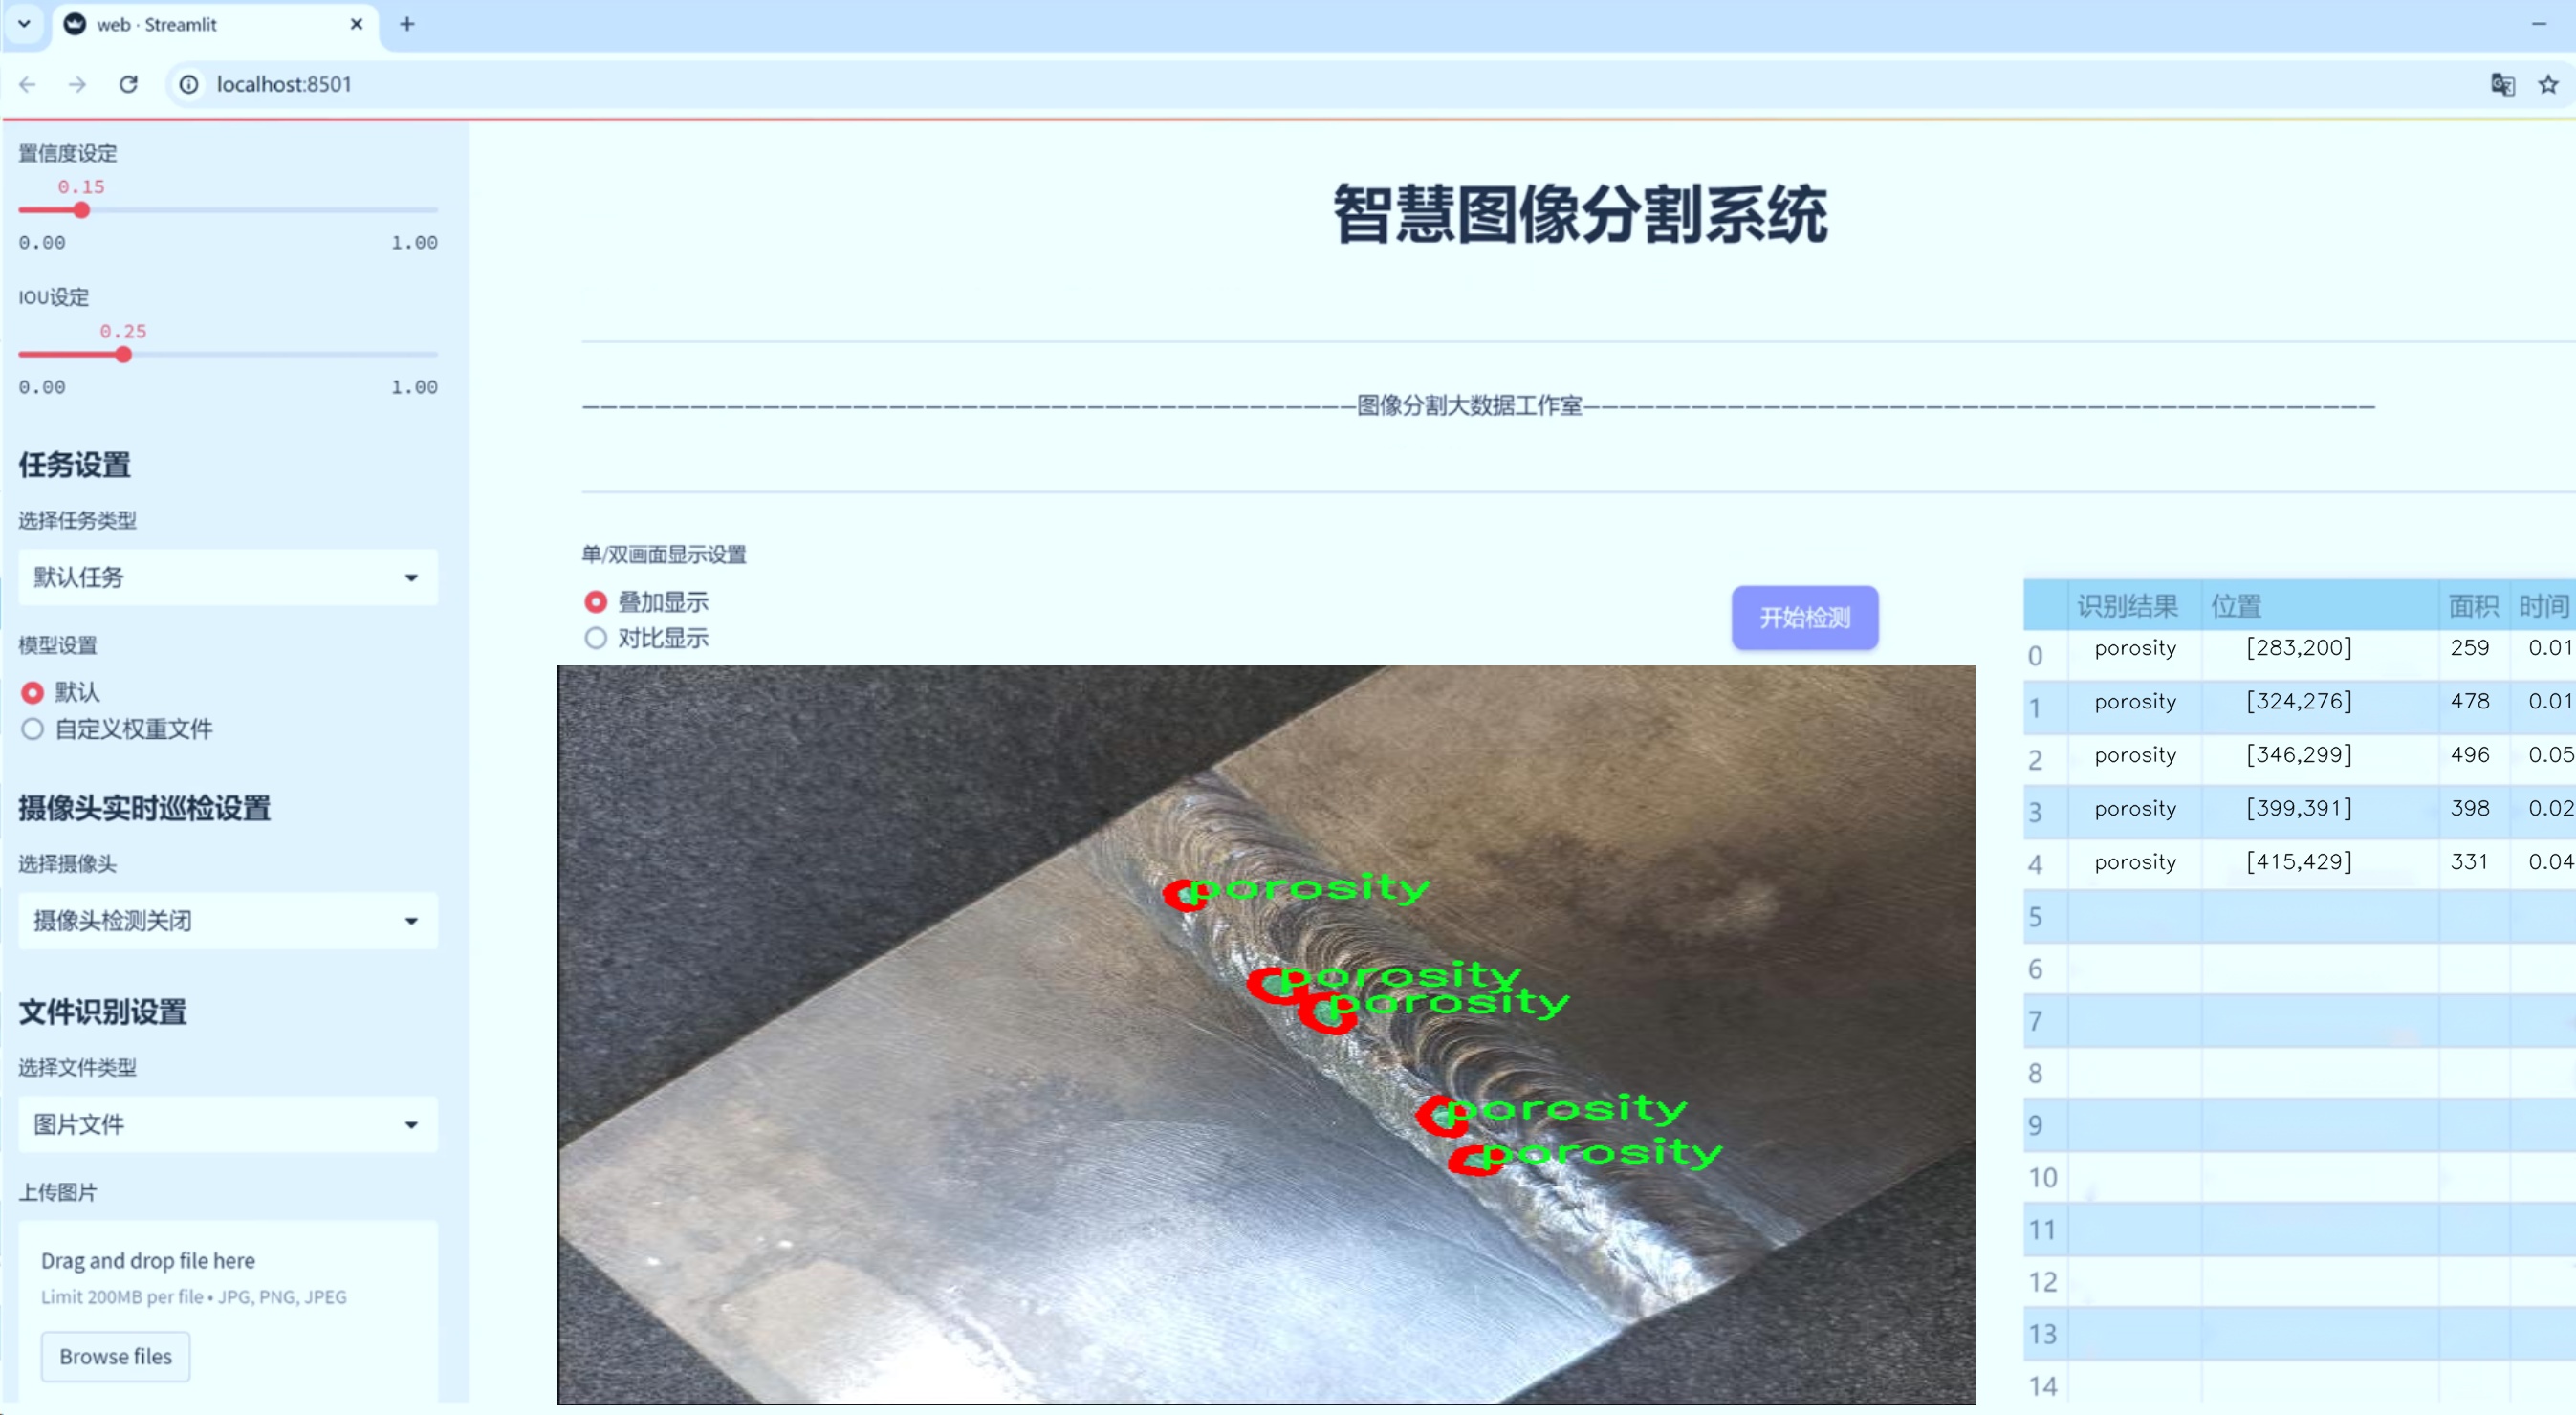 web · Streamlit
localhost:8501
置信度设定
0.15
0.00 1.00
IOU设定
0.25
0.00 1.00
任务设置
选择任务类型
默认任务
模型设置
默认
自定义权重文件
摄像头实时巡检设置
选择摄像头
摄像头检测关闭
文件识别设置
选择文件类型
图片文件
上传图片
Drag and drop file here
Limit 200MB per file • JPG, PNG, JPEG
Browse files
智慧图像分割系统
图像分割大数据工作室
单/双画面显示设置
叠加显示
对比显示
开始检测
porosity
porosity
porosity
porosity
porosity
识别结果 位置 面积 时间
0 porosity [283,200] 259 0.01
1 porosity [324,276] 478 0.01
2 porosity [346,299] 496 0.05
3 porosity [399,391] 398 0.02
4 porosity [415,429] 331 0.04
5
6
7
8
9
10
11
12
13
14